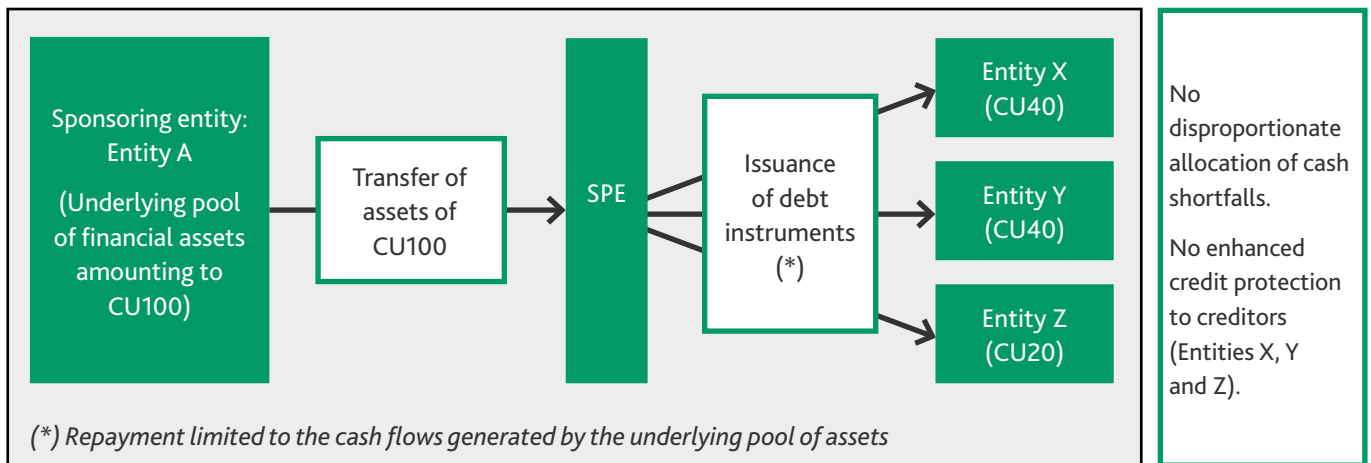 Sponsoring entity:
Entity A
(Underlying pool
of financial assets
amounting to
CU100)
Transfer of
assets of
CU100
SPE
Issuance
of debt
instruments
(*)
Entity X
(CU40)
Entity Y
(CU40)
Entity Z
(CU20)
(*) Repayment limited to the cash flows generated by the underlying pool of assets
No
disproportionate
allocation of cash
shortfalls.
No enhanced
credit protection
to creditors
(Entities X, Y
and Z).